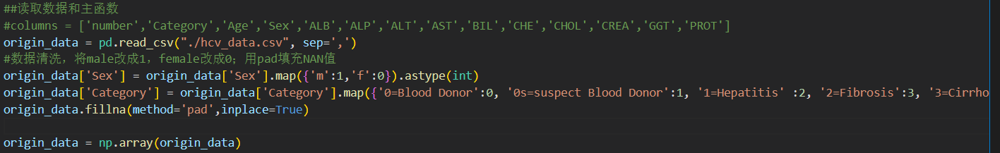 ##读取数据和主函数
#columns = ['number','Category','Age','Sex','ALB','ALP','ALT','AST','BIL','CHE','CHOL','CREA','GGT','PROT']
origin_data = pd.read_csv("./hcv_data.csv", sep=',')
#数据清洗，将male改成1，female改成0；用pad填充NAN值
origin_data['Sex'] = origin_data['Sex'].map({'m':1,'f':0}).astype(int)
origin_data['Category'] = origin_data['Category'].map({'0=Blood Donor':0, '0s=suspect Blood Donor':1, '1=Hepatitis' :2, '2=Fibrosis':3, '3=Cirrho
origin_data.fillna(method='pad',inplace=True)
origin_data = np.array(origin_data)